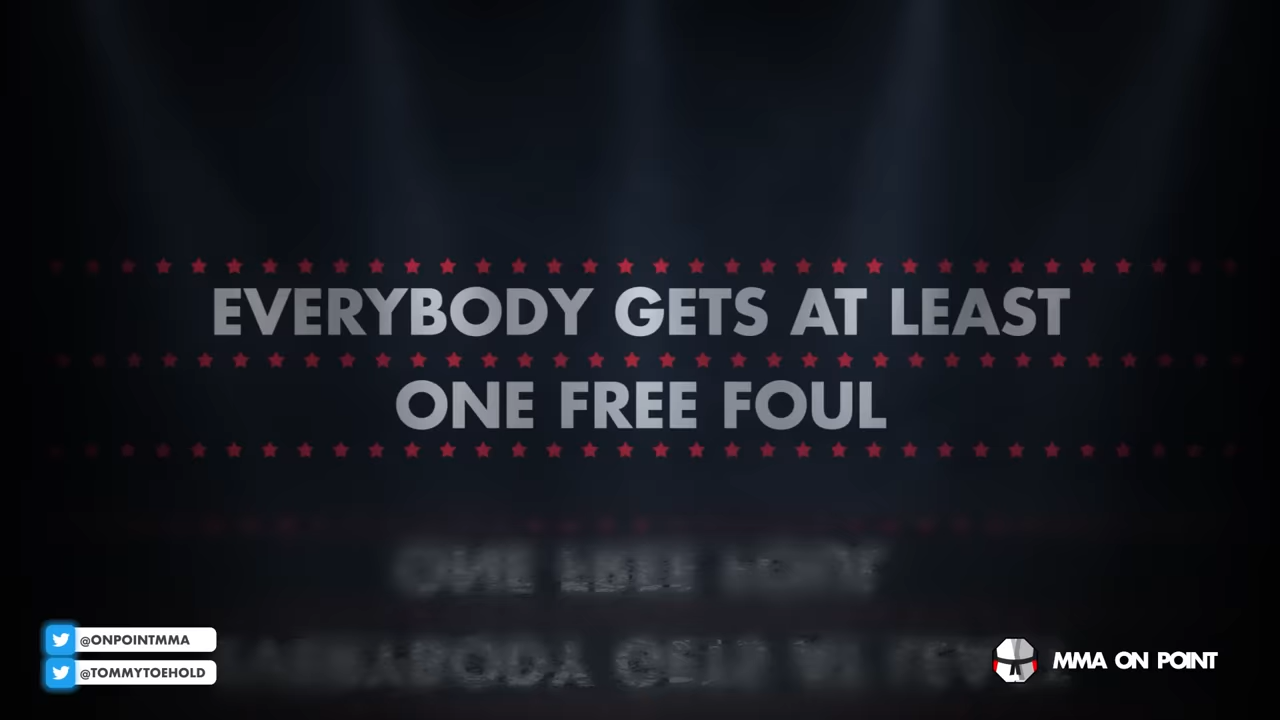 EVERYBODY GETS AT LEAST
ONE FREE FOUL
@ONPOINTMMA
@TOMMYTOEHOLD
MMA ON POINT